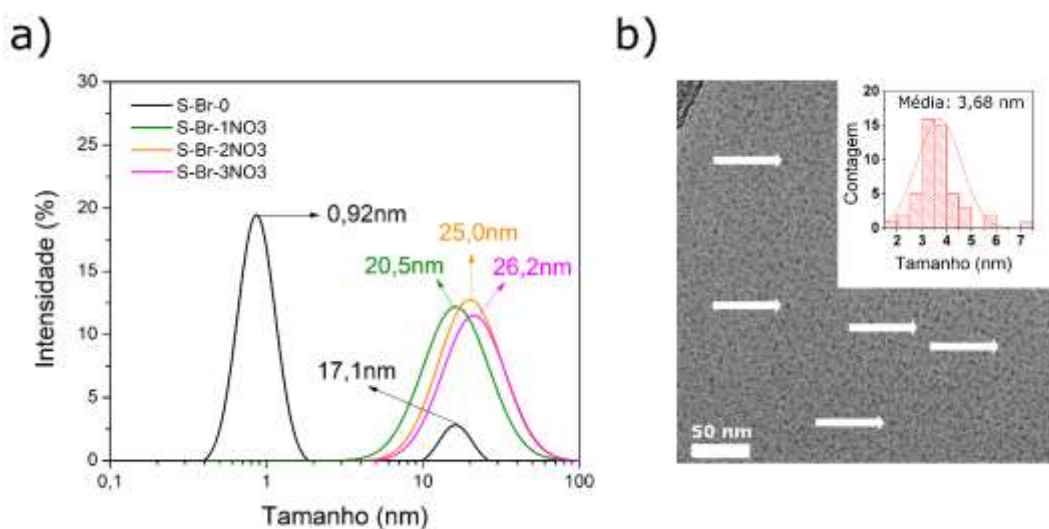 a)
30
25
20
15
10
5
0
Intensidade (%)
S-Br-0
S-Br-1NO3
S-Br-2NO3
S-Br-3NO3
0,92nm
25,0nm
20,5nm
26,2nm
17,1nm
0,1
1
10
100
Tamanho (nm)
b)
20
15
10
5
0
Contagem
Média: 3,68 nm
2 3 4 5 6 7
Tamanho (nm)
50 nm